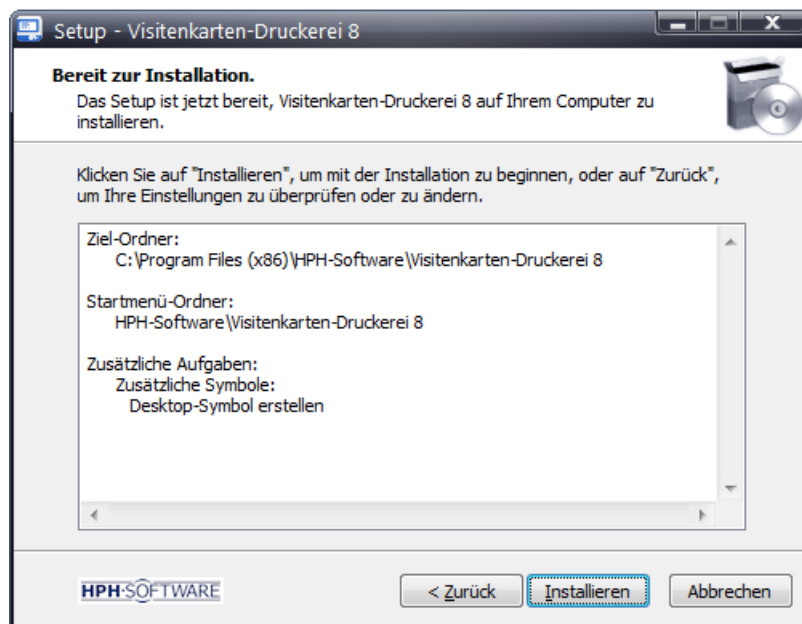 Setup - Visitenkarten-Druckerei 8
Bereit zur Installation.
Das Setup ist jetzt bereit, Visitenkarten-Druckerei 8 auf Ihrem Computer zu
installieren.
Klicken Sie auf "Installieren", um mit der Installation zu beginnen, oder auf "Zurück",
um Ihre Einstellungen zu überprüfen oder zu ändern.
Ziel-Ordner:
C:\Program Files (x86)\HPH-Software\Visitenkarten-Druckerei 8
Startmenü-Ordner:
HPH-Software\Visitenkarten-Druckerei 8
Zusätzliche Aufgaben:
Zusätzliche Symbole:
Desktop-Symbol erstellen
HPH·SOFTWARE
< Zurück
Installieren
Abbrechen